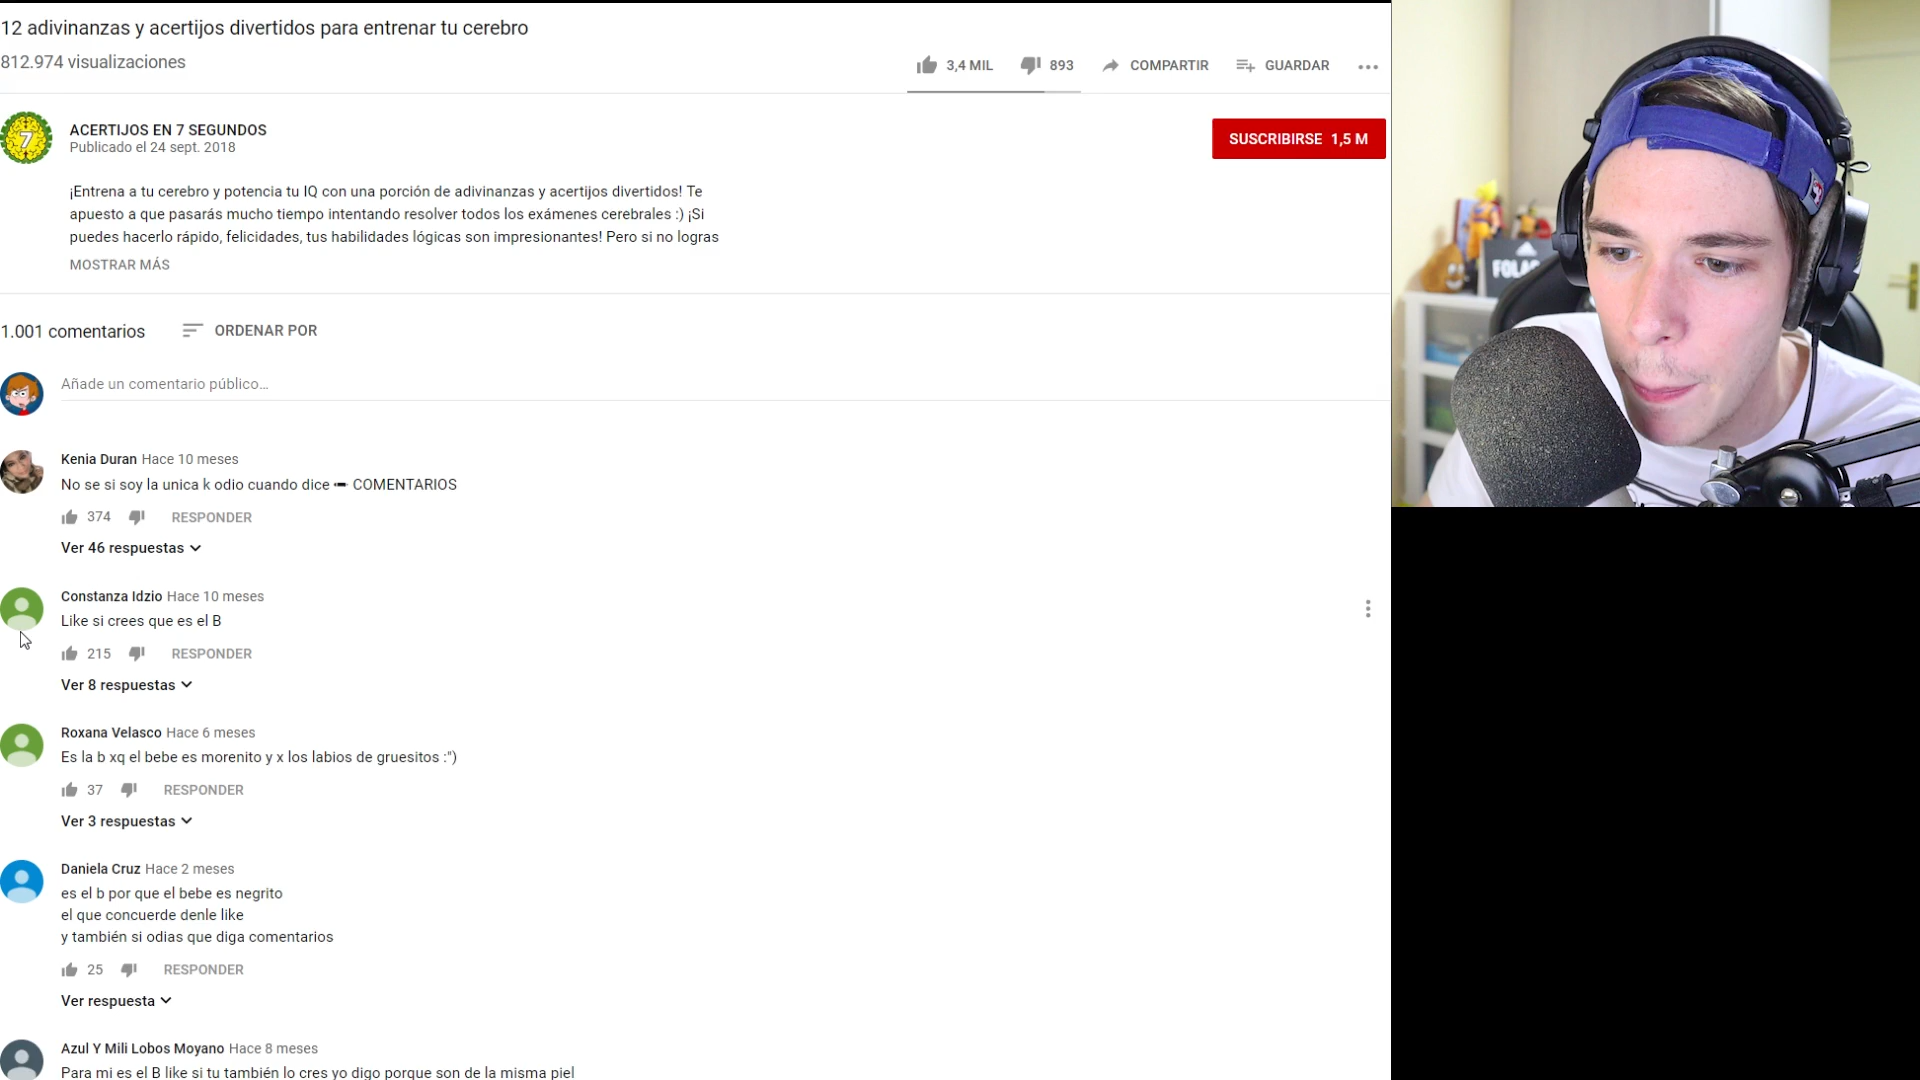 12 adivinanzas y acertijos divertidos para entrenar tu cerebro
812.974 visualizaciones
3,4 MIL
893
COMPARTIR
GUARDAR
7
ACERTIJOS EN 7 SEGUNDOS
Publicado el 24 sept. 2018
SUSCRIBIRSE 1,5 M
¡Entrena a tu cerebro y potencia tu IQ con una porción de adivinanzas y acertijos divertidos! Te
apuesto a que pasarás mucho tiempo intentando resolver todos los exámenes cerebrales :) ¡Si
puedes hacerlo rápido, felicidades, tus habilidades lógicas son impresionantes! Pero si no logras
MOSTRAR MÁS
1.001 comentarios
ORDENAR POR
Añade un comentario público...
Kenia Duran Hace 10 meses
No se si soy la unica k odio cuando dice COMENTARIOS
374
RESPONDER
Ver 46 respuestas
Constanza Idzio Hace 10 meses
Like si crees que es el B
215
RESPONDER
Ver 8 respuestas
Roxana Velasco Hace 6 meses
Es la b xq el bebe es morenito y x los labios de gruesitos :")
37
RESPONDER
Ver 3 respuestas
Daniela Cruz Hace 2 meses
es el b por que el bebe es negrito
el que concuerde denle like
y también si odias que diga comentarios
25
RESPONDER
Ver respuesta
Azul Y Mili Lobos Moyano Hace 8 meses
Para mi es el B like si tu también lo cres yo digo porque son de la misma piel